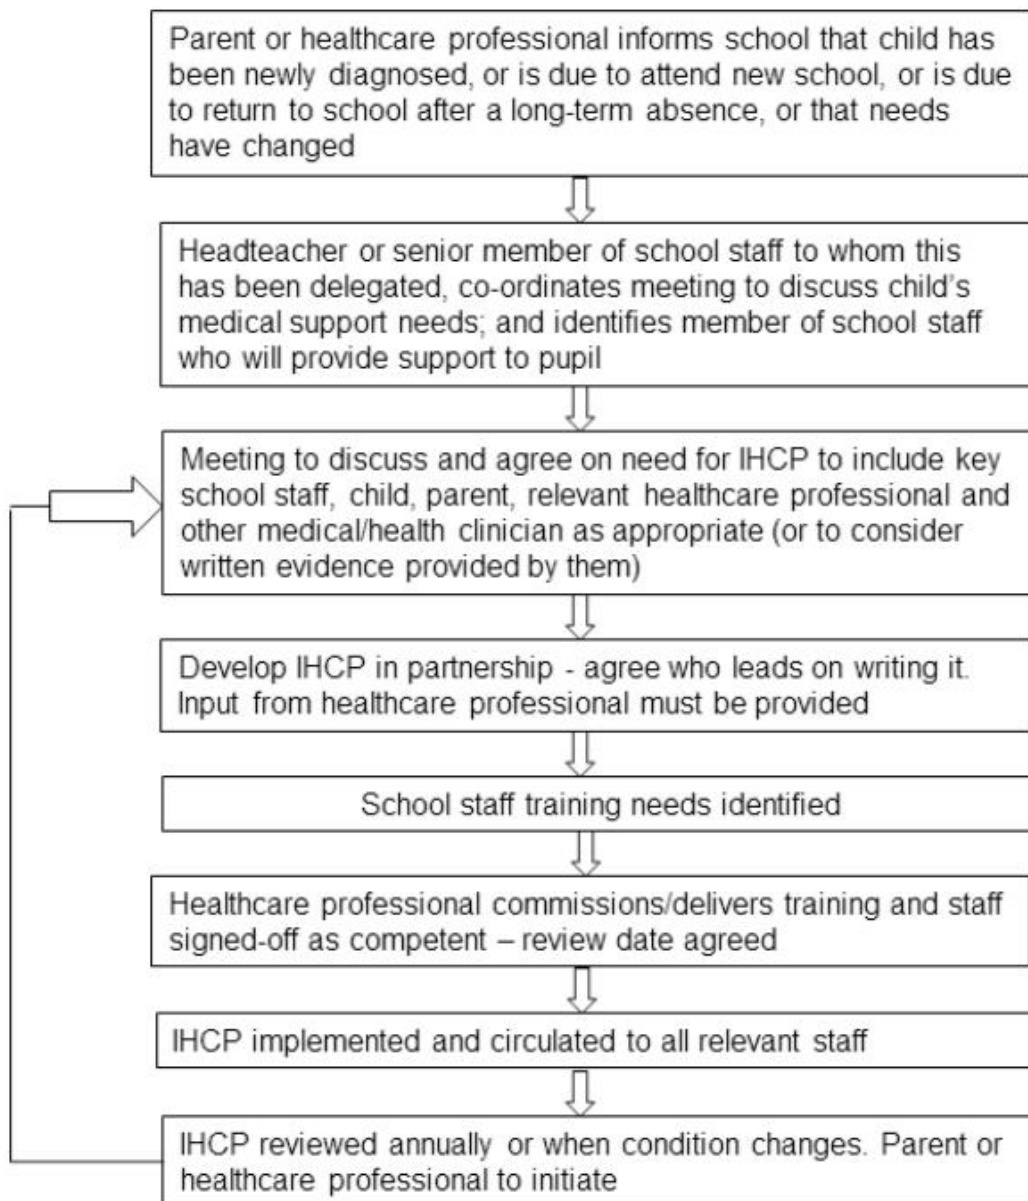 Parent or healthcare professional informs school that child has
been newly diagnosed, or is due to attend new school, or is due
to return to school after a long-term absence, or that needs
have changed
Headteacher or senior member of school staff to whom this
has been delegated, co-ordinates meeting to discuss child's
medical support needs; and identifies member of school staff
who will provide support to pupil
Meeting to discuss and agree on need for IHCP to include key
school staff, child, parent, relevant healthcare professional and
other medical/health clinician as appropriate (or to consider
written evidence provided by them)
Develop IHCP in partnership - agree who leads on writing it.
Input from healthcare professional must be provided
School staff training needs identified
Healthcare professional commissions/delivers training and staff
signed-off as competent – review date agreed
IHCP implemented and circulated to all relevant staff
IHCP reviewed annually or when condition changes. Parent or
healthcare professional to initiate